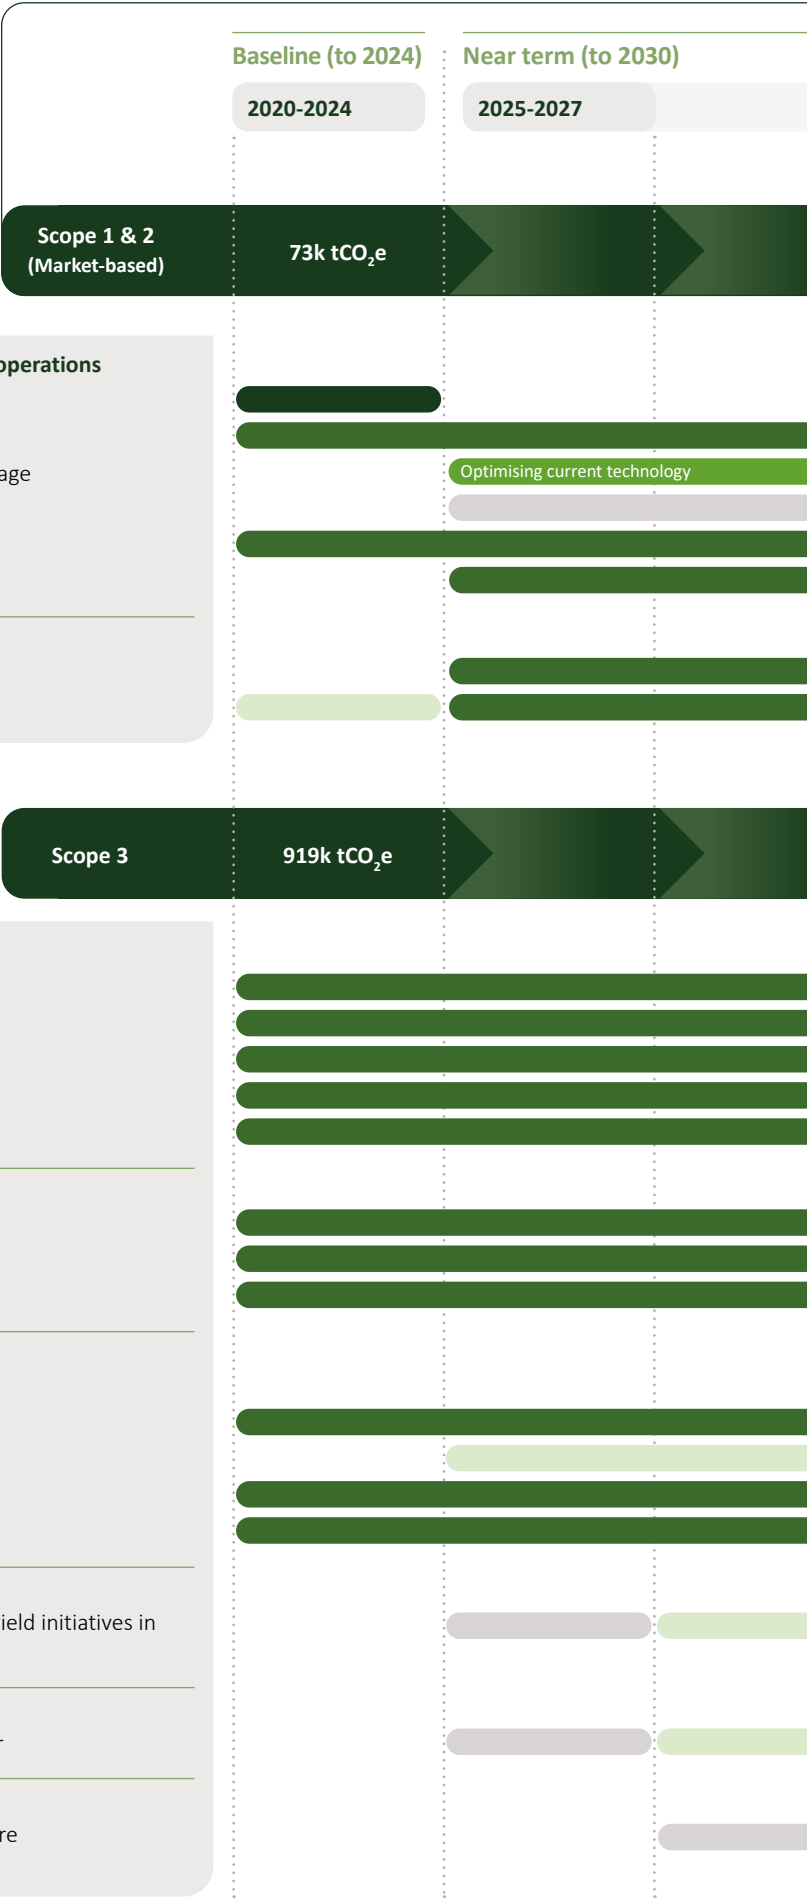 Baseline (to 2024)
Near term (to 2030)
2020-2024
2025-2027
Scope 1 & 2
(Market-based)
73k tCO₂e
operations
age
Optimising current technology
Scope 3
919k tCO₂e
ield initiatives in
r
re